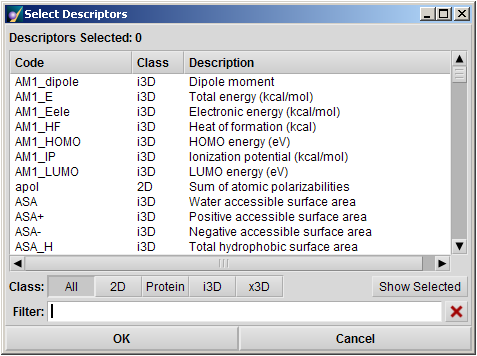 Select Descriptors
Descriptors Selected: 0
Code Class Description
AM1_dipole i3D Dipole moment
AM1_E i3D Total energy (kcal/mol)
AM1_Eele i3D Electronic energy (kcal/mol)
AM1_HF i3D Heat of formation (kcal)
AM1_HOMO i3D HOMO energy (eV)
AM1_IP i3D Ionization potential (kcal/mol)
AM1_LUMO i3D LUMO energy (eV)
apol 2D Sum of atomic polarizabilities
ASA i3D Water accessible surface area
ASA+ i3D Positive accessible surface area
ASA- i3D Negative accessible surface area
ASA_H i3D Total hydrophobic surface area
Class: All 2D Protein i3D x3D Show Selected
Filter:
OK Cancel